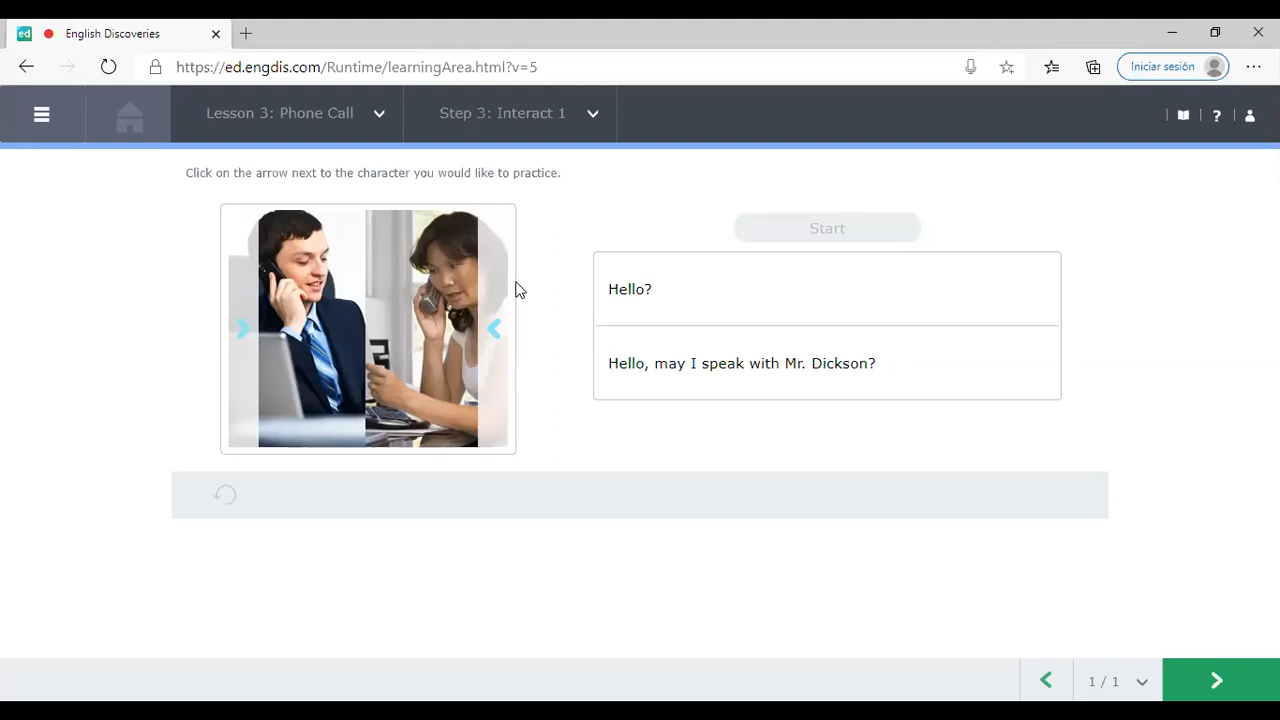 ed
English Discoveries
https://ed.engdis.com/Runtime/learningArea.html?v=5
Iniciar sesión
Lesson 3: Phone Call
Step 3: Interact 1
?
Click on the arrow next to the character you would like to practice.
Start
Hello?
Hello, may I speak with Mr. Dickson?
1 / 1